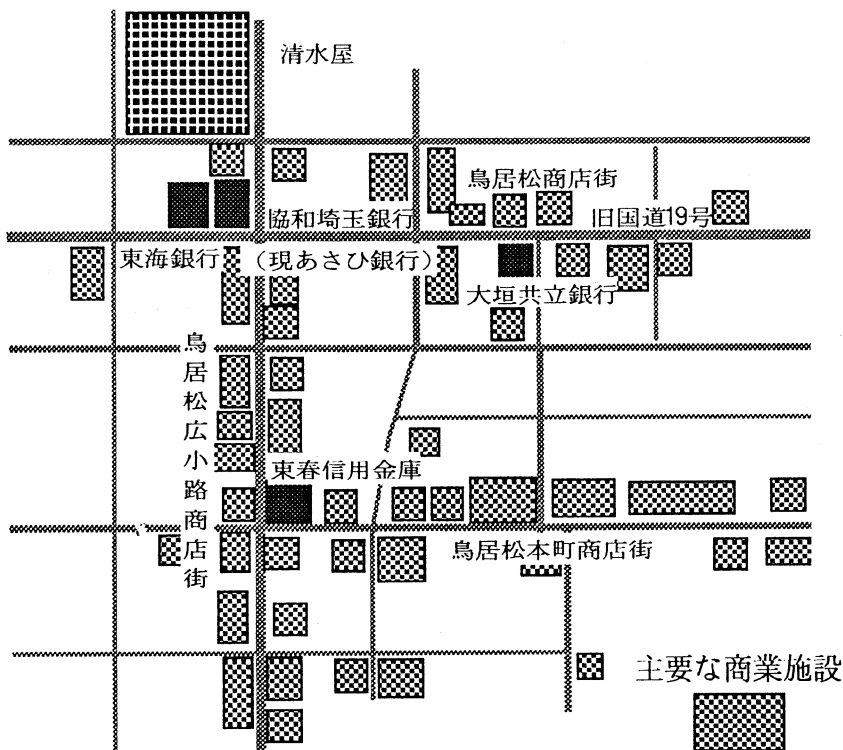 清水屋
鳥居松商店街
協和埼玉銀行
旧国道19号
東海銀行
（現あさひ銀行）
大垣共立銀行
鳥居松広小路商店街
東春信用金庫
鳥居松本町商店街
主要な商業施設